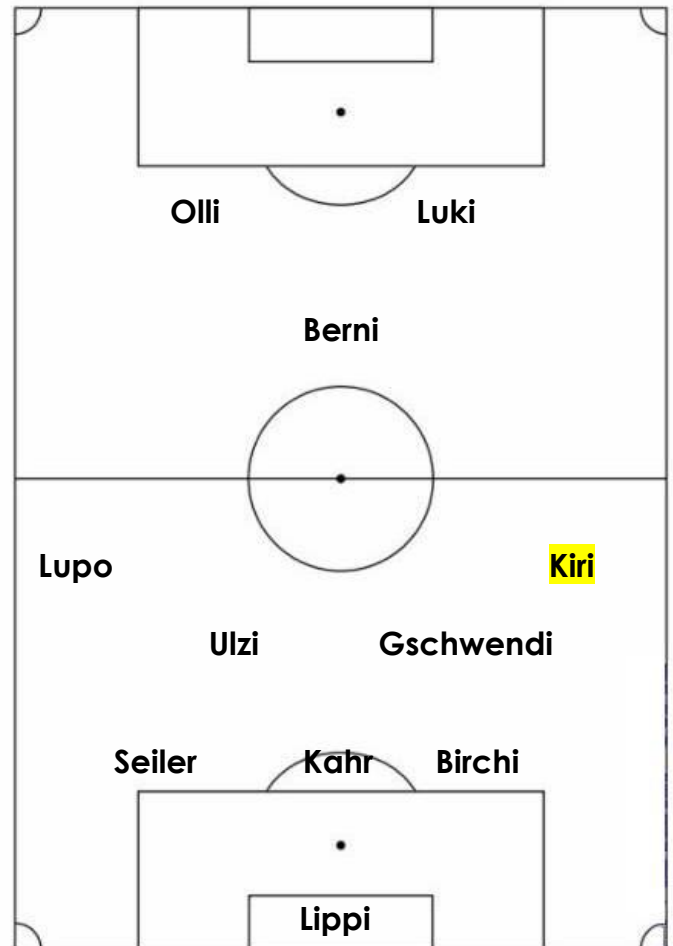 Olli Luki
Berni
Lupo Kiri
Ulzi Gschwendi
Seiler Kahr Birchi
Lippi